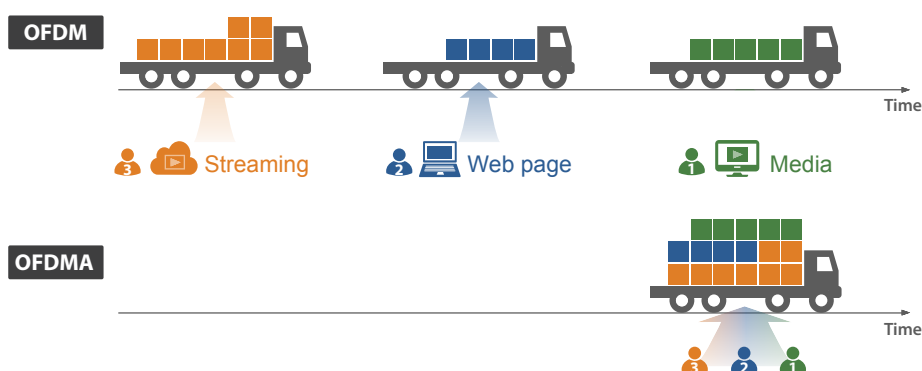 OFDM
Time
3 Streaming
2 Web page
1 Media
OFDMA
Time
3 2 1